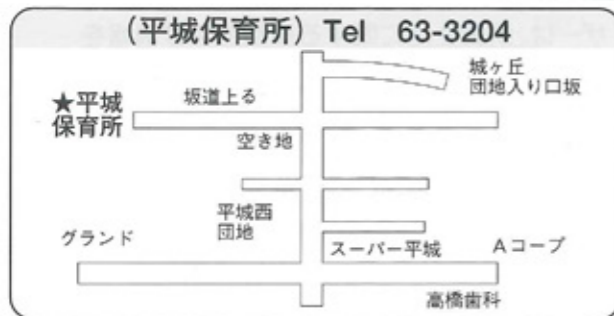 (平城保育所) Tel 63-3204
城ヶ丘
団地入り口坂
坂道上る
★平城
保育所
空き地
平城西
団地
グランド
スーパー平城
Aコープ
高橋歯科